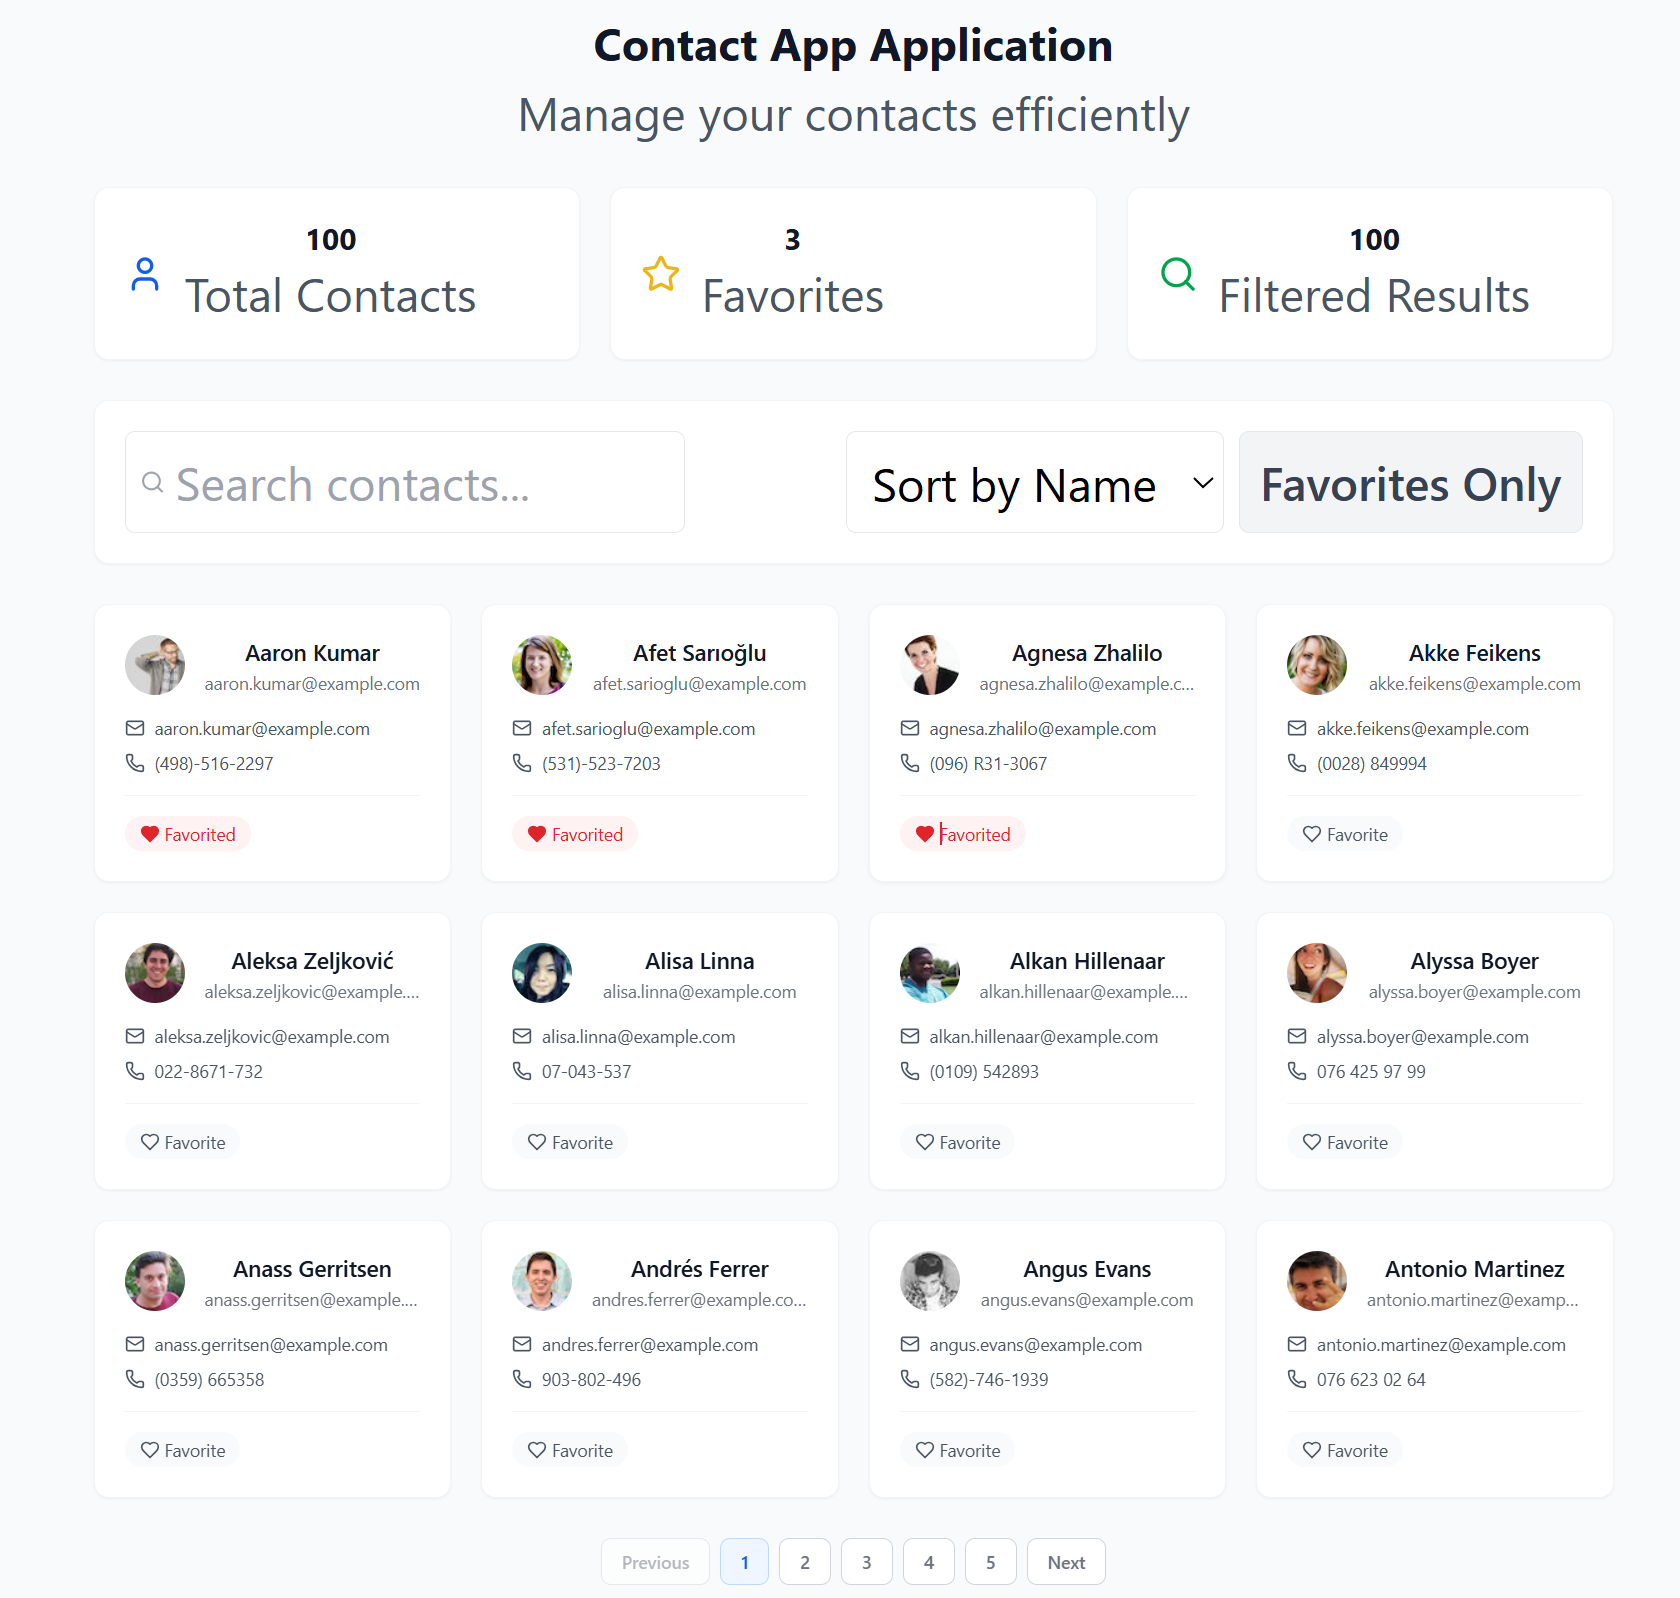 Contact App Application
Manage your contacts efficiently
100
Total Contacts
3
Favorites
100
Filtered Results
Search contacts...
Sort by Name
Favorites Only
Aaron Kumar
aaron.kumar@example.com
aaron.kumar@example.com
(498)-516-2297
Favorited
Afet Sarıoğlu
afet.sarioglu@example.com
afet.sarioglu@example.com
(531)-523-7203
Favorited
Agnesa Zhalilo
agnesa.zhalilo@example.c...
agnesa.zhalilo@example.com
(096) R31-3067
Favorited
Akke Feikens
akke.feikens@example.com
akke.feikens@example.com
(0028) 849994
Favorite
Aleksa Zeljković
aleksa.zeljkovic@example....
aleksa.zeljkovic@example.com
022-8671-732
Favorite
Alisa Linna
alisa.linna@example.com
alisa.linna@example.com
07-043-537
Favorite
Alkan Hillenaar
alkan.hillenaar@example....
alkan.hillenaar@example.com
(0109) 542893
Favorite
Alyssa Boyer
alyssa.boyer@example.com
alyssa.boyer@example.com
076 425 97 99
Favorite
Anass Gerritsen
anass.gerritsen@example....
anass.gerritsen@example.com
(0359) 665358
Favorite
Andrés Ferrer
andres.ferrer@example.co...
andres.ferrer@example.com
903-802-496
Favorite
Angus Evans
angus.evans@example.com
angus.evans@example.com
(582)-746-1939
Favorite
Antonio Martinez
antonio.martinez@examp...
antonio.martinez@example.com
076 623 02 64
Favorite
Previous 1 2 3 4 5 Next